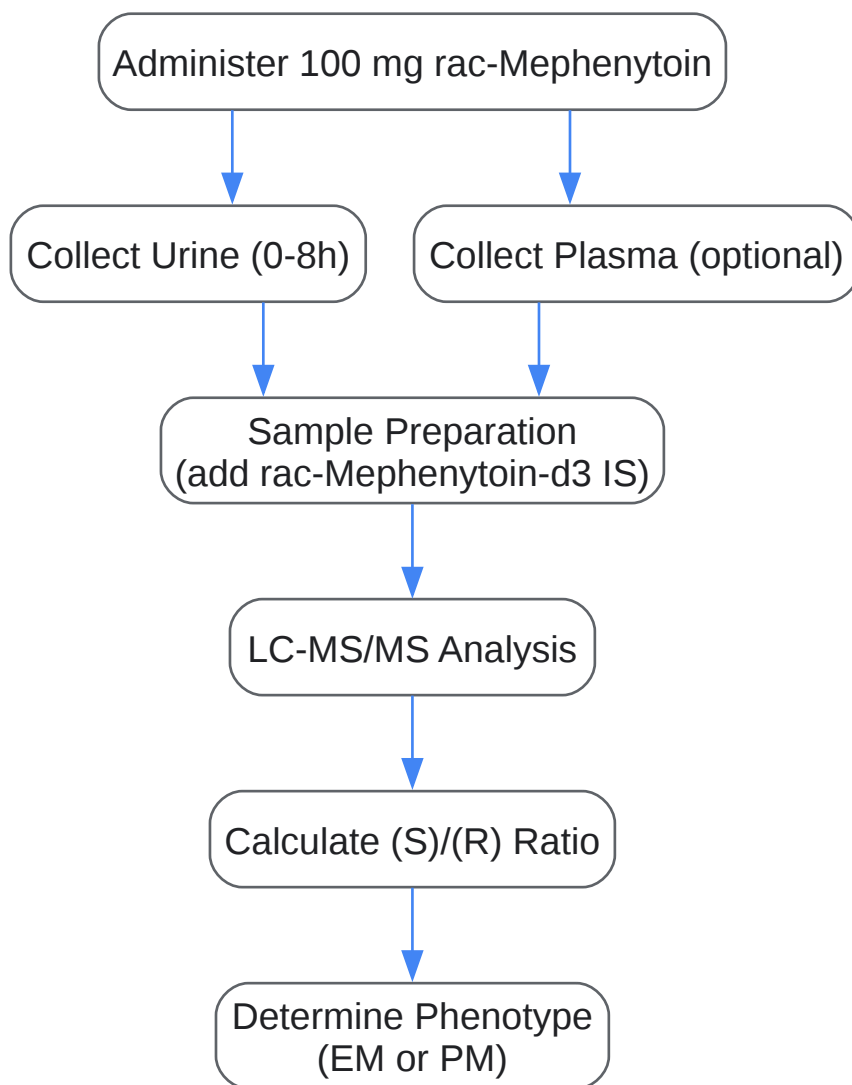 Administer 100 mg rac-Mephenytoin
Collect Urine (0-8h)
Collect Plasma (optional)
Sample Preparation
(add rac-Mephenytoin-d3 IS)
LC-MS/MS Analysis
Calculate (S)/(R) Ratio
Determine Phenotype
(EM or PM)